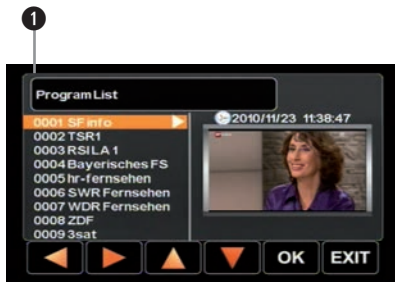 1
Program List
0001 SF info
2010/11/23 11:38:47
0002 TSR1
0003 RSI LA 1
0004 Bayerisches FS
0005 hr-fernsehen
0006 SWR Fernsehen
0007 WDR Fernsehen
0008 ZDF
0009 3sat
OK EXIT